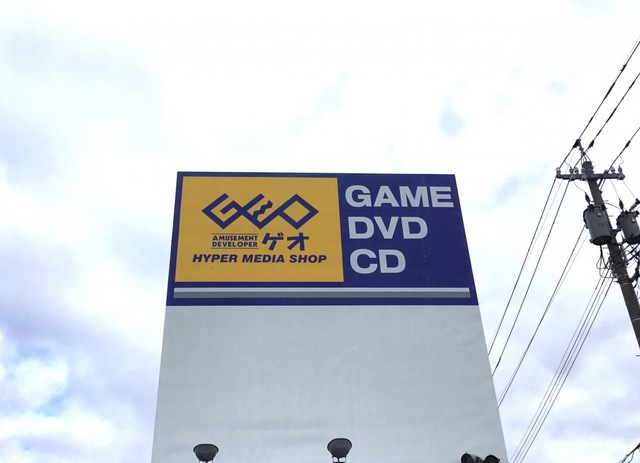 GEO
AMUSEMENT
DEVELOPER
ゲオ
HYPER MEDIA SHOP
GAME
DVD
CD